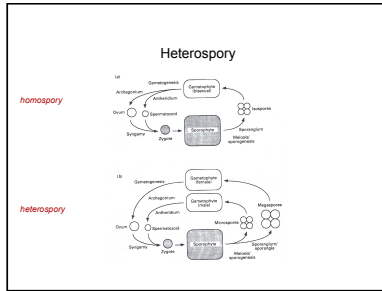 Heterospory
homospory
(a)
Gametogenesis
Archegonium
Antheridium
Gametophyte
(bisexual)
Ovum
Spermatozoid
Isospores
Syngamy
Zygote
Sporophyte
Sporangium
Meiosis/
sporogenesis
heterospory
(b)
Gametogenesis
Gametophyte
(female)
Megaspores
Archegonium
Antheridium
Gametophyte
(male)
Microspores
Ovum
Spermatozoid
Syngamy
Zygote
Sporophyte
Meiosis/
sporogenesis
Sporangium/
sporangia